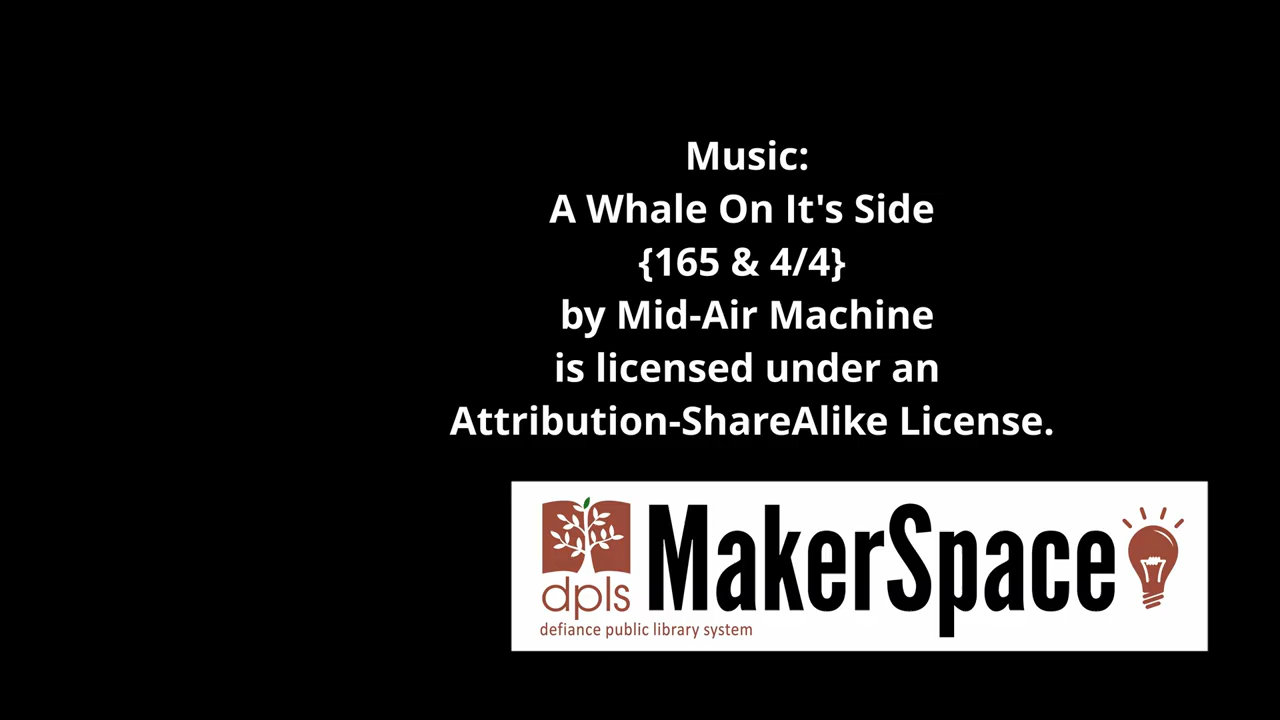 Music:
A Whale On It's Side
{165 & 4/4}
by Mid-Air Machine
is licensed under an
Attribution-ShareAlike License.
dpls MakerSpace
defiance public library system